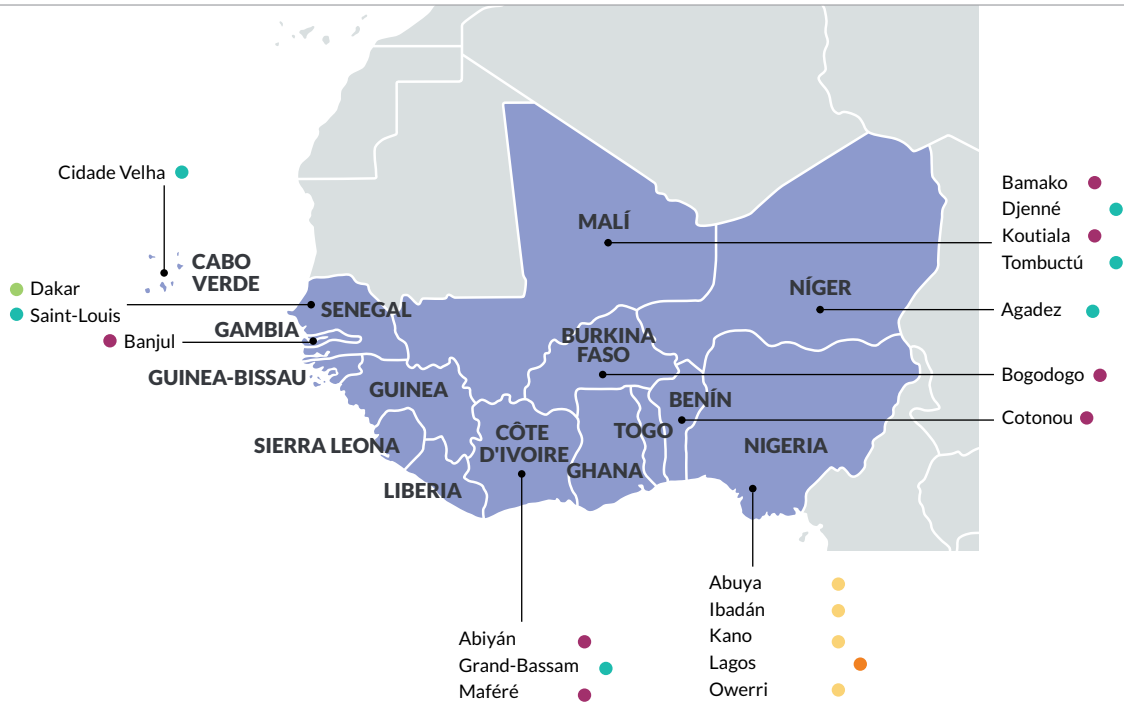 Cidade Velha
CABO
VERDE
Dakar
Saint-Louis
SENEGAL
GAMBIA
Banjul
GUINEA-BISSAU
GUINEA
SIERRA LEONA
LIBERIA
MALÍ
NÍGER
BURKINA
FASO
BENÍN
TOGO
CÔTE
D'IVOIRE
GHANA
NIGERIA
Bamako
Djenné
Koutiala
Tombuctú
Agadez
Bogodogo
Cotonou
Abiyán
Grand-Bassam
Maféré
Abuya
Ibadán
Kano
Lagos
Owerri